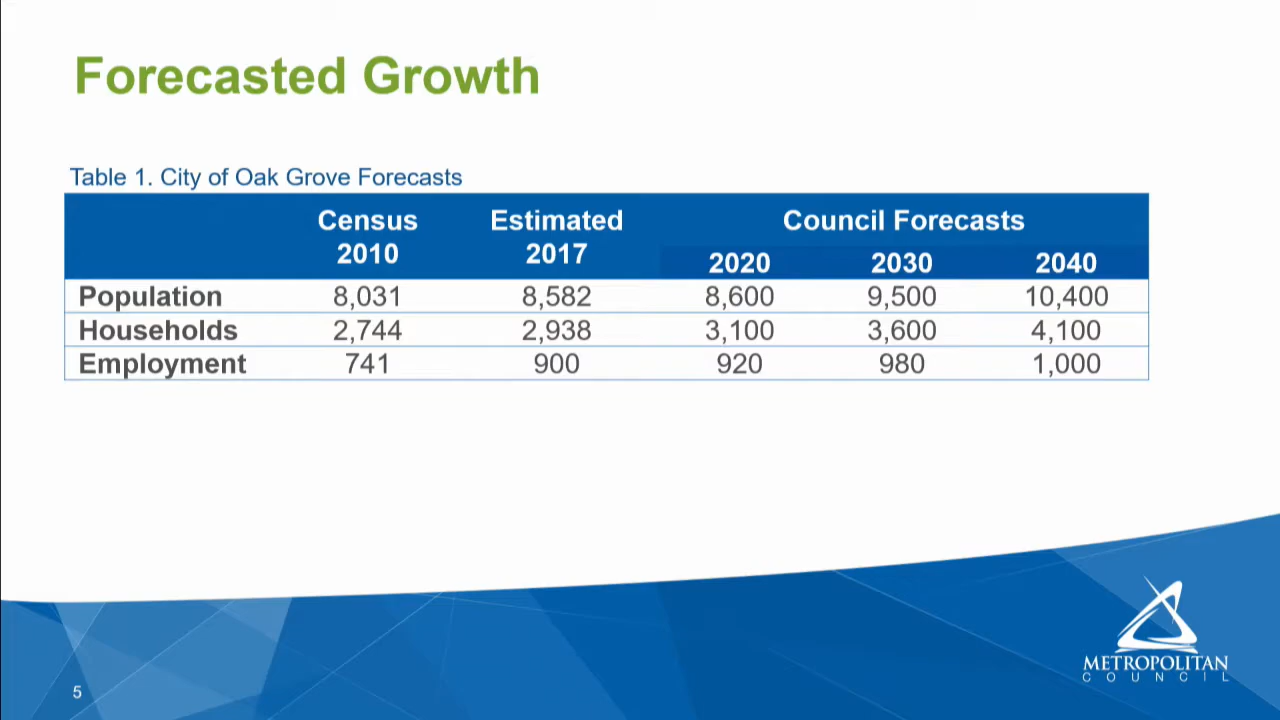 Forecasted Growth
Table 1. City of Oak Grove Forecasts
Census 2010 Estimated 2017 Council Forecasts
2020 2030 2040
Population 8,031 8,582 8,600 9,500 10,400
Households 2,744 2,938 3,100 3,600 4,100
Employment 741 900 920 980 1,000
5
METROPOLITAN
COUNCIL